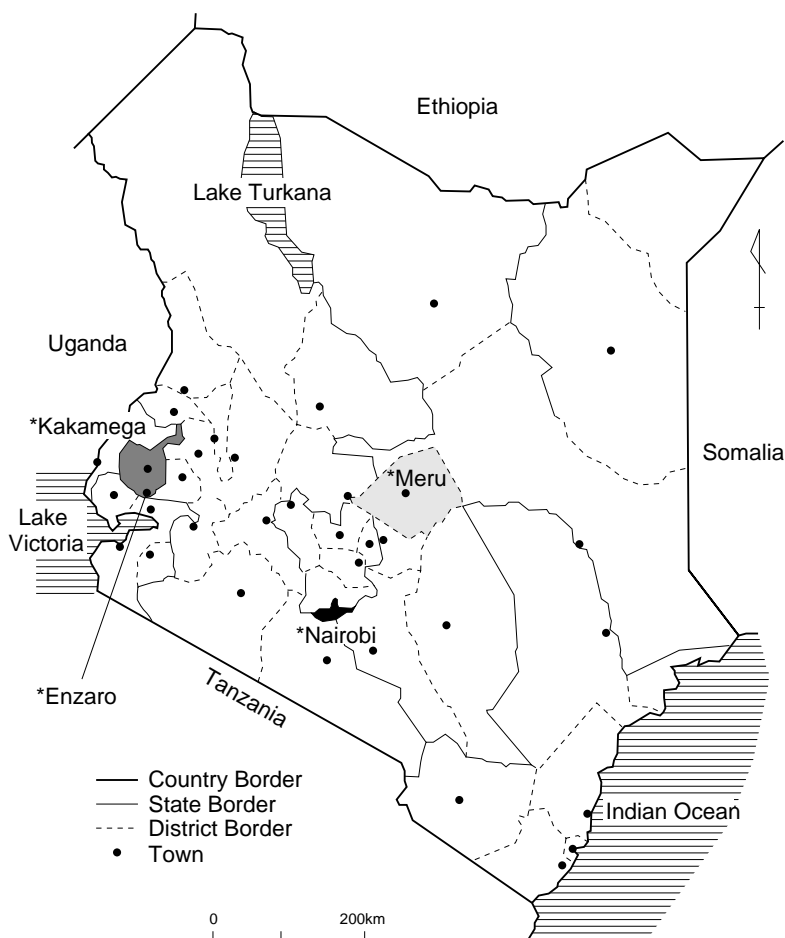 Ethiopia
Lake Turkana
Uganda
*Kakamega
Somalia
*Meru
Lake
Victoria
*Nairobi
*Enzaro
Tanzania
Country Border
State Border
District Border
Town
Indian Ocean
0 200km